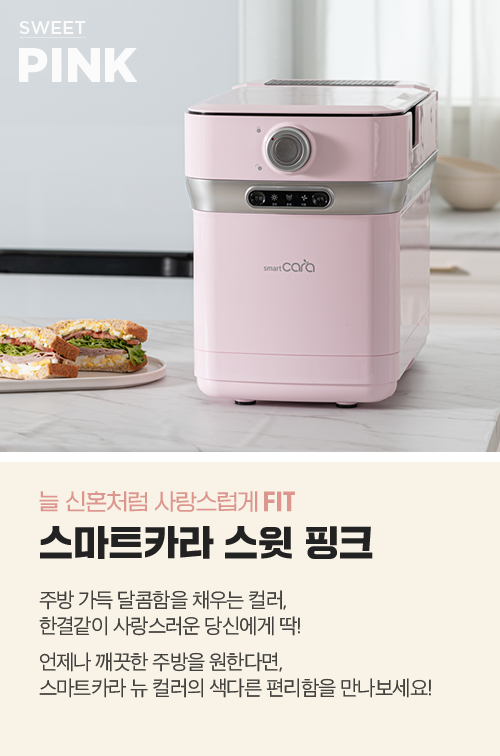 SWEET
PINK
smart cara
늘 신혼처럼 사랑스럽게 FIT
스마트카라 스윗 핑크
주방 가득 달콤함을 채우는 컬러,
한결같이 사랑스러운 당신에게 딱!
언제나 깨끗한 주방을 원한다면,
스마트카라 뉴 컬러의 색다른 편리함을 만나보세요!